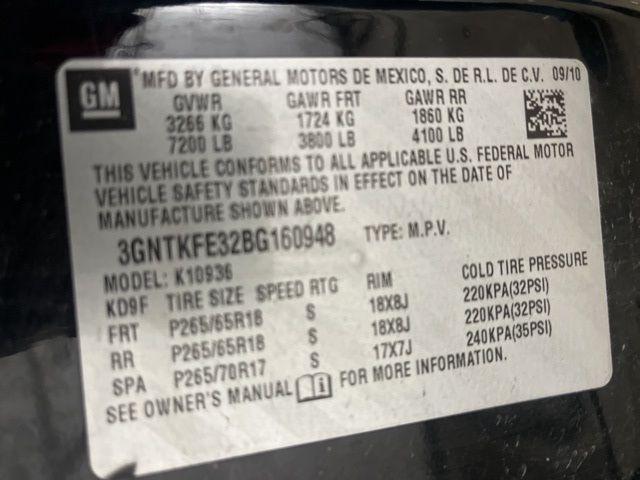 GM
*MFD BY GENERAL MOTORS DE MEXICO, S. DE R.L. DE C.V. 09/10
GVWR GAWR FRT GAWR RR
3266 KG 1724 KG 1860 KG
7200 LB 3800 LB 4100 LB
THIS VEHICLE CONFORMS TO ALL APPLICABLE U.S. FEDERAL MOTOR
VEHICLE SAFETY STANDARDS IN EFFECT ON THE DATE OF
MANUFACTURE SHOWN ABOVE.
3GNTKFE32BG160948 TYPE: M.P.V.
MODEL: K10936
KD9F TIRE SIZE SPEED RTG RIM COLD TIRE PRESSURE
FRT P265/65R18 S 18X8J 220KPA(32PSI)
RR P265/65R18 S 18X8J 220KPA(32PSI)
SPA P265/70R17 S 17X7J 240KPA(35PSI)
SEE OWNER'S MANUAL FOR MORE INFORMATION.